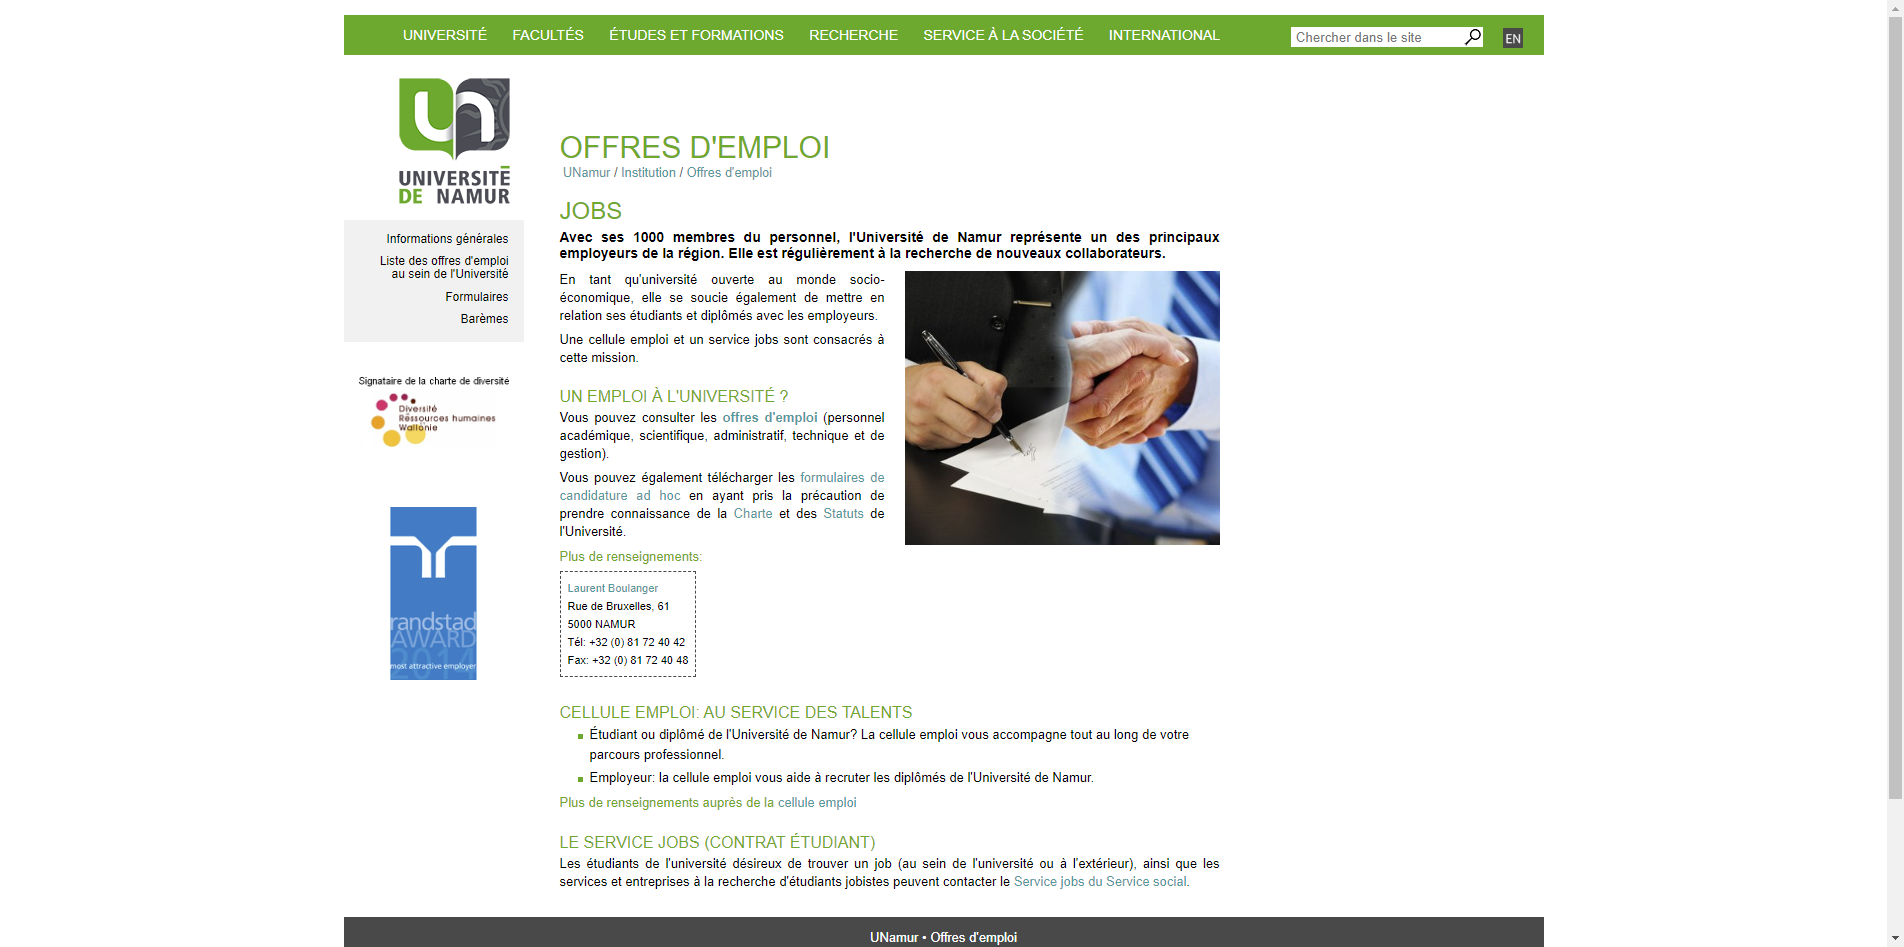 UNIVERSITÉ FACULTÉS ÉTUDES ET FORMATIONS RECHERCHE SERVICE À LA SOCIÉTÉ INTERNATIONAL Chercher dans le site EN
UNIVERSITÉ
DE NAMUR
Informations générales
Liste des offres d'emploi
au sein de l'Université
Formulaires
Barèmes
Signataire de la charte de diversité
Diversité
Ressources humaines
Wallonie
randstad
AWARD
2014
most attractive employer
OFFRES D'EMPLOI
UNamur / Institution / Offres d'emploi
JOBS
Avec ses 1000 membres du personnel, l'Université de Namur représente un des principaux
employeurs de la région. Elle est régulièrement à la recherche de nouveaux collaborateurs.
En tant qu'université ouverte au monde socio-
économique, elle se soucie également de mettre en
relation ses étudiants et diplômés avec les employeurs.
Une cellule emploi et un service jobs sont consacrés à
cette mission.
UN EMPLOI À L'UNIVERSITÉ ?
Vous pouvez consulter les offres d'emploi (personnel
académique, scientifique, administratif, technique et de
gestion).
Vous pouvez également télécharger les formulaires de
candidature ad hoc en ayant pris la précaution de
prendre connaissance de la Charte et des Statuts de
l'Université.
Plus de renseignements:
Laurent Boulanger
Rue de Bruxelles, 61
5000 NAMUR
Tél: +32 (0) 81 72 40 42
Fax: +32 (0) 81 72 40 48
CELLULE EMPLOI: AU SERVICE DES TALENTS
Étudiant ou diplômé de l'Université de Namur? La cellule emploi vous accompagne tout au long de votre
parcours professionnel.
Employeur: la cellule emploi vous aide à recruter les diplômés de l'Université de Namur.
Plus de renseignements auprès de la cellule emploi
LE SERVICE JOBS (CONTRAT ÉTUDIANT)
Les étudiants de l'université désireux de trouver un job (au sein de l'université ou à l'extérieur), ainsi que les
services et entreprises à la recherche d'étudiants jobistes peuvent contacter le Service jobs du Service social.
UNamur • Offres d'emploi